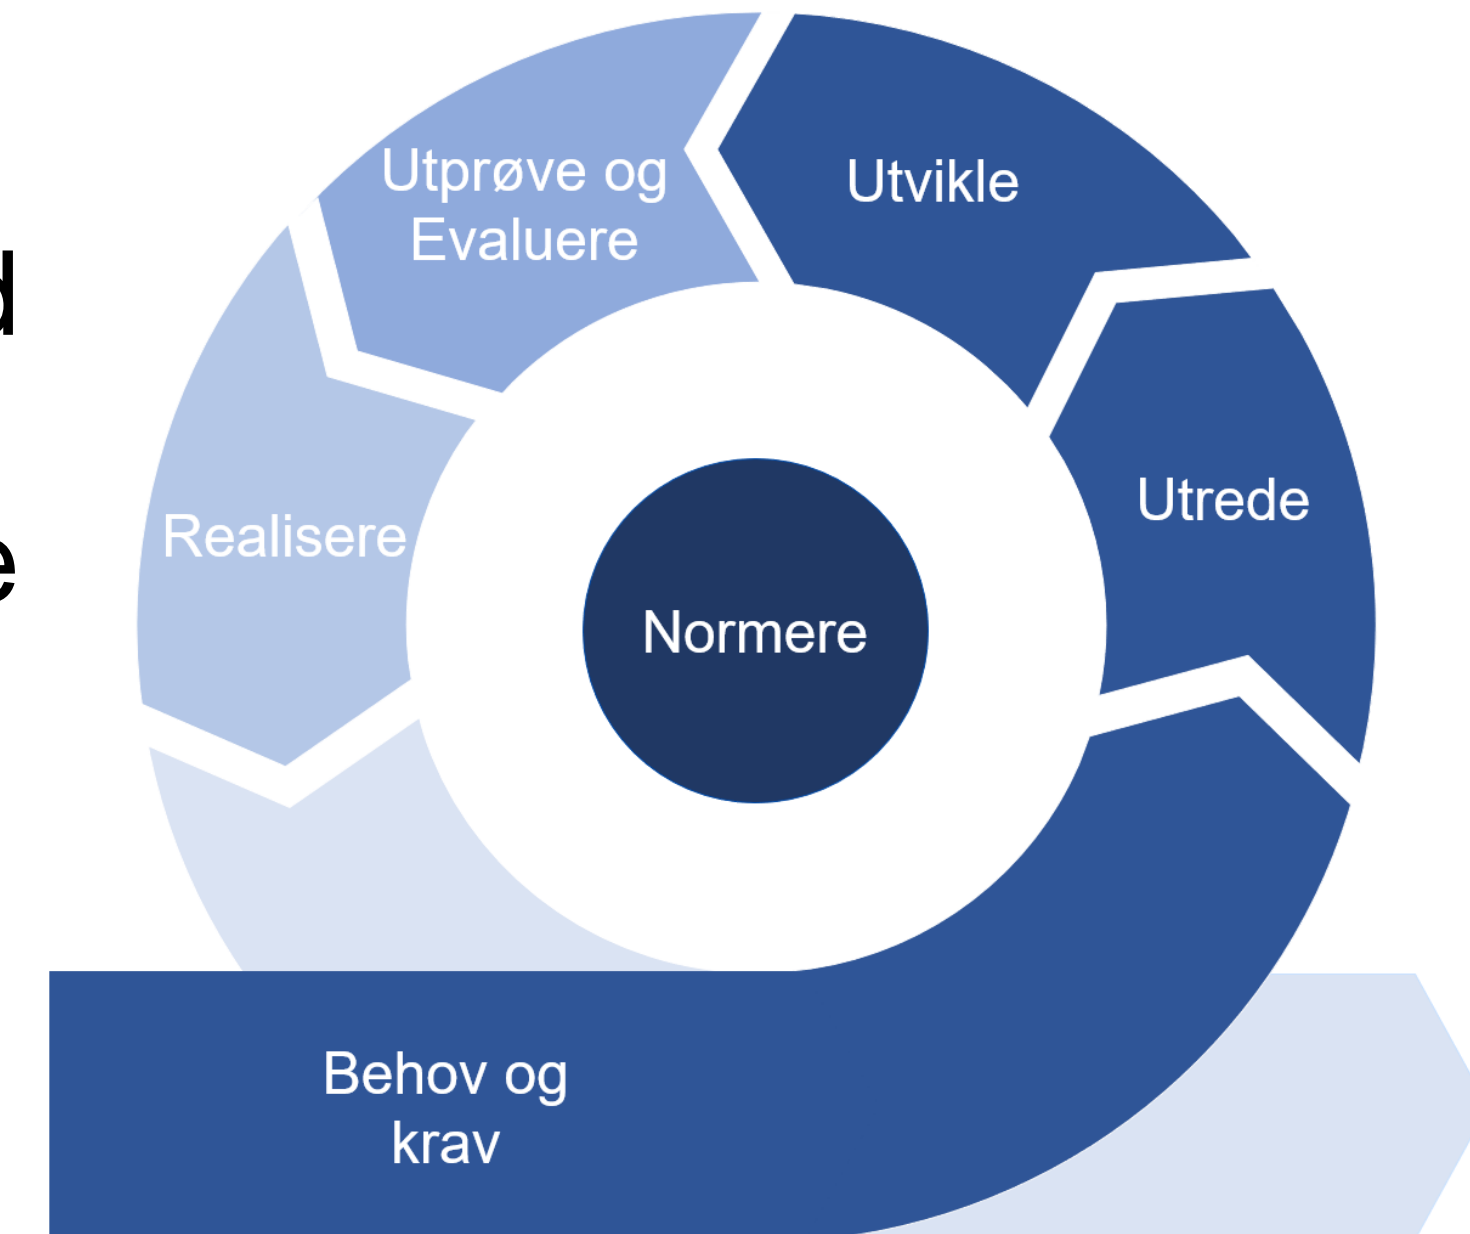 Utprøve og
Evaluere
Utvikle
Utrede
Realisere
Normere
Behov og
krav